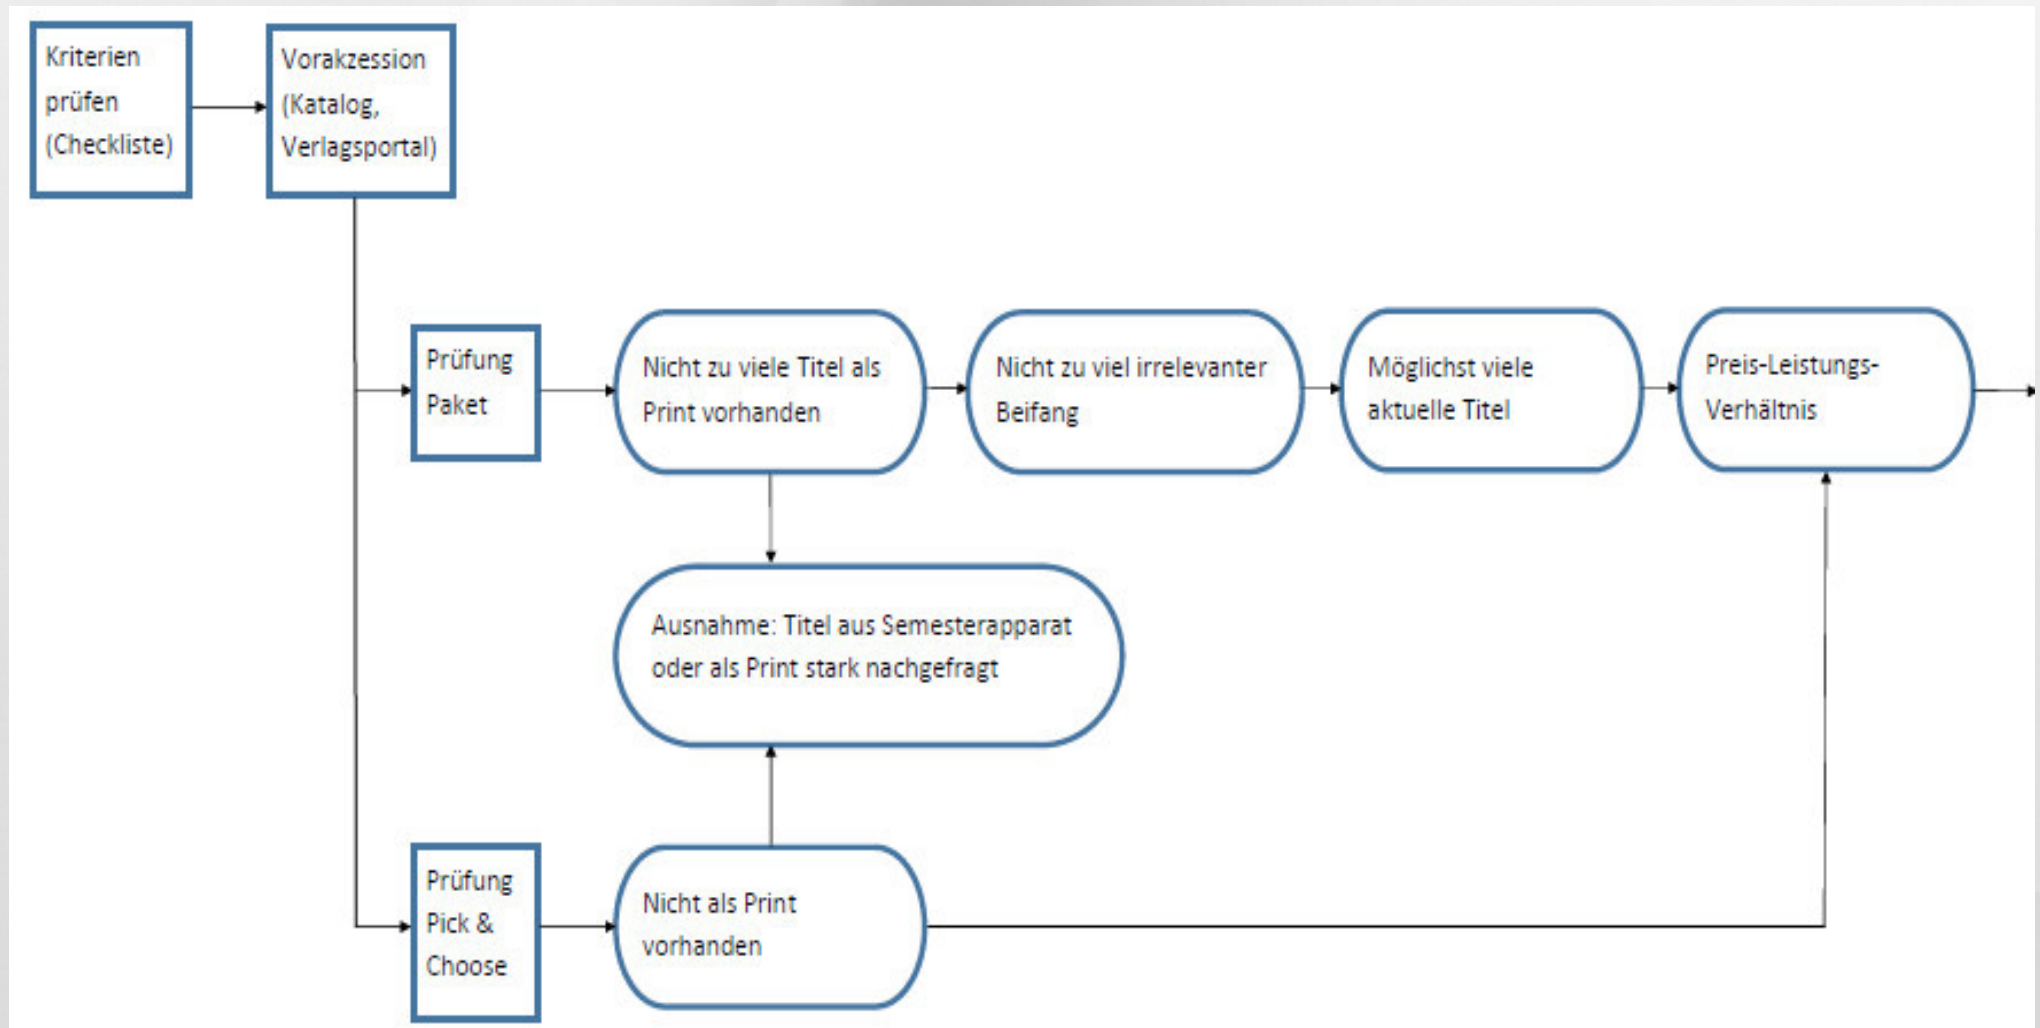 Kriterien
prüfen
(Checkliste)
Vorakzession
(Katalog,
Verlagsportal)
Prüfung
Paket
Nicht zu viele Titel als
Print vorhanden
Nicht zu viel irrelevanter
Beifang
Möglichst viele
aktuelle Titel
Preis-Leistungs-
Verhältnis
Ausnahme: Titel aus Semesterapparat
oder als Print stark nachgefragt
Prüfung
Pick &
Choose
Nicht als Print
vorhanden